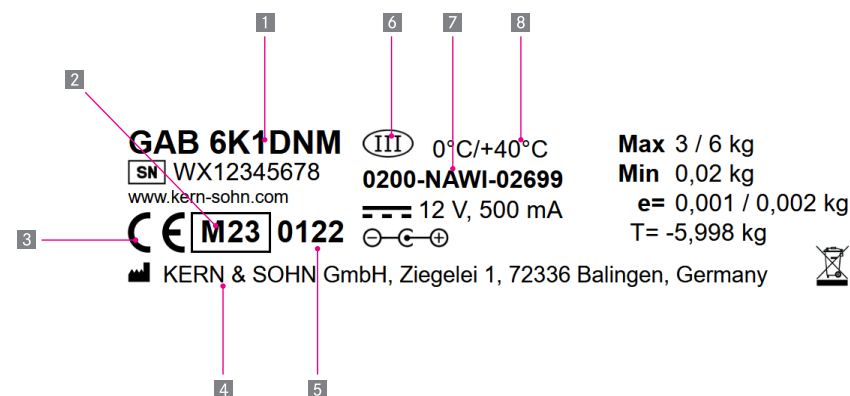 1
6
7
8
2
GAB 6K1DNM
III
0°C/+40°C
Max 3 / 6 kg
SN WX12345678
0200-NAWI-02699
Min 0,02 kg
www.kern-sohn.com
12 V, 500 mA
e= 0,001 / 0,002 kg
3
CE M23 0122
T= -5,998 kg
KERN & SOHN GmbH, Ziegelei 1, 72336 Balingen, Germany
4
5